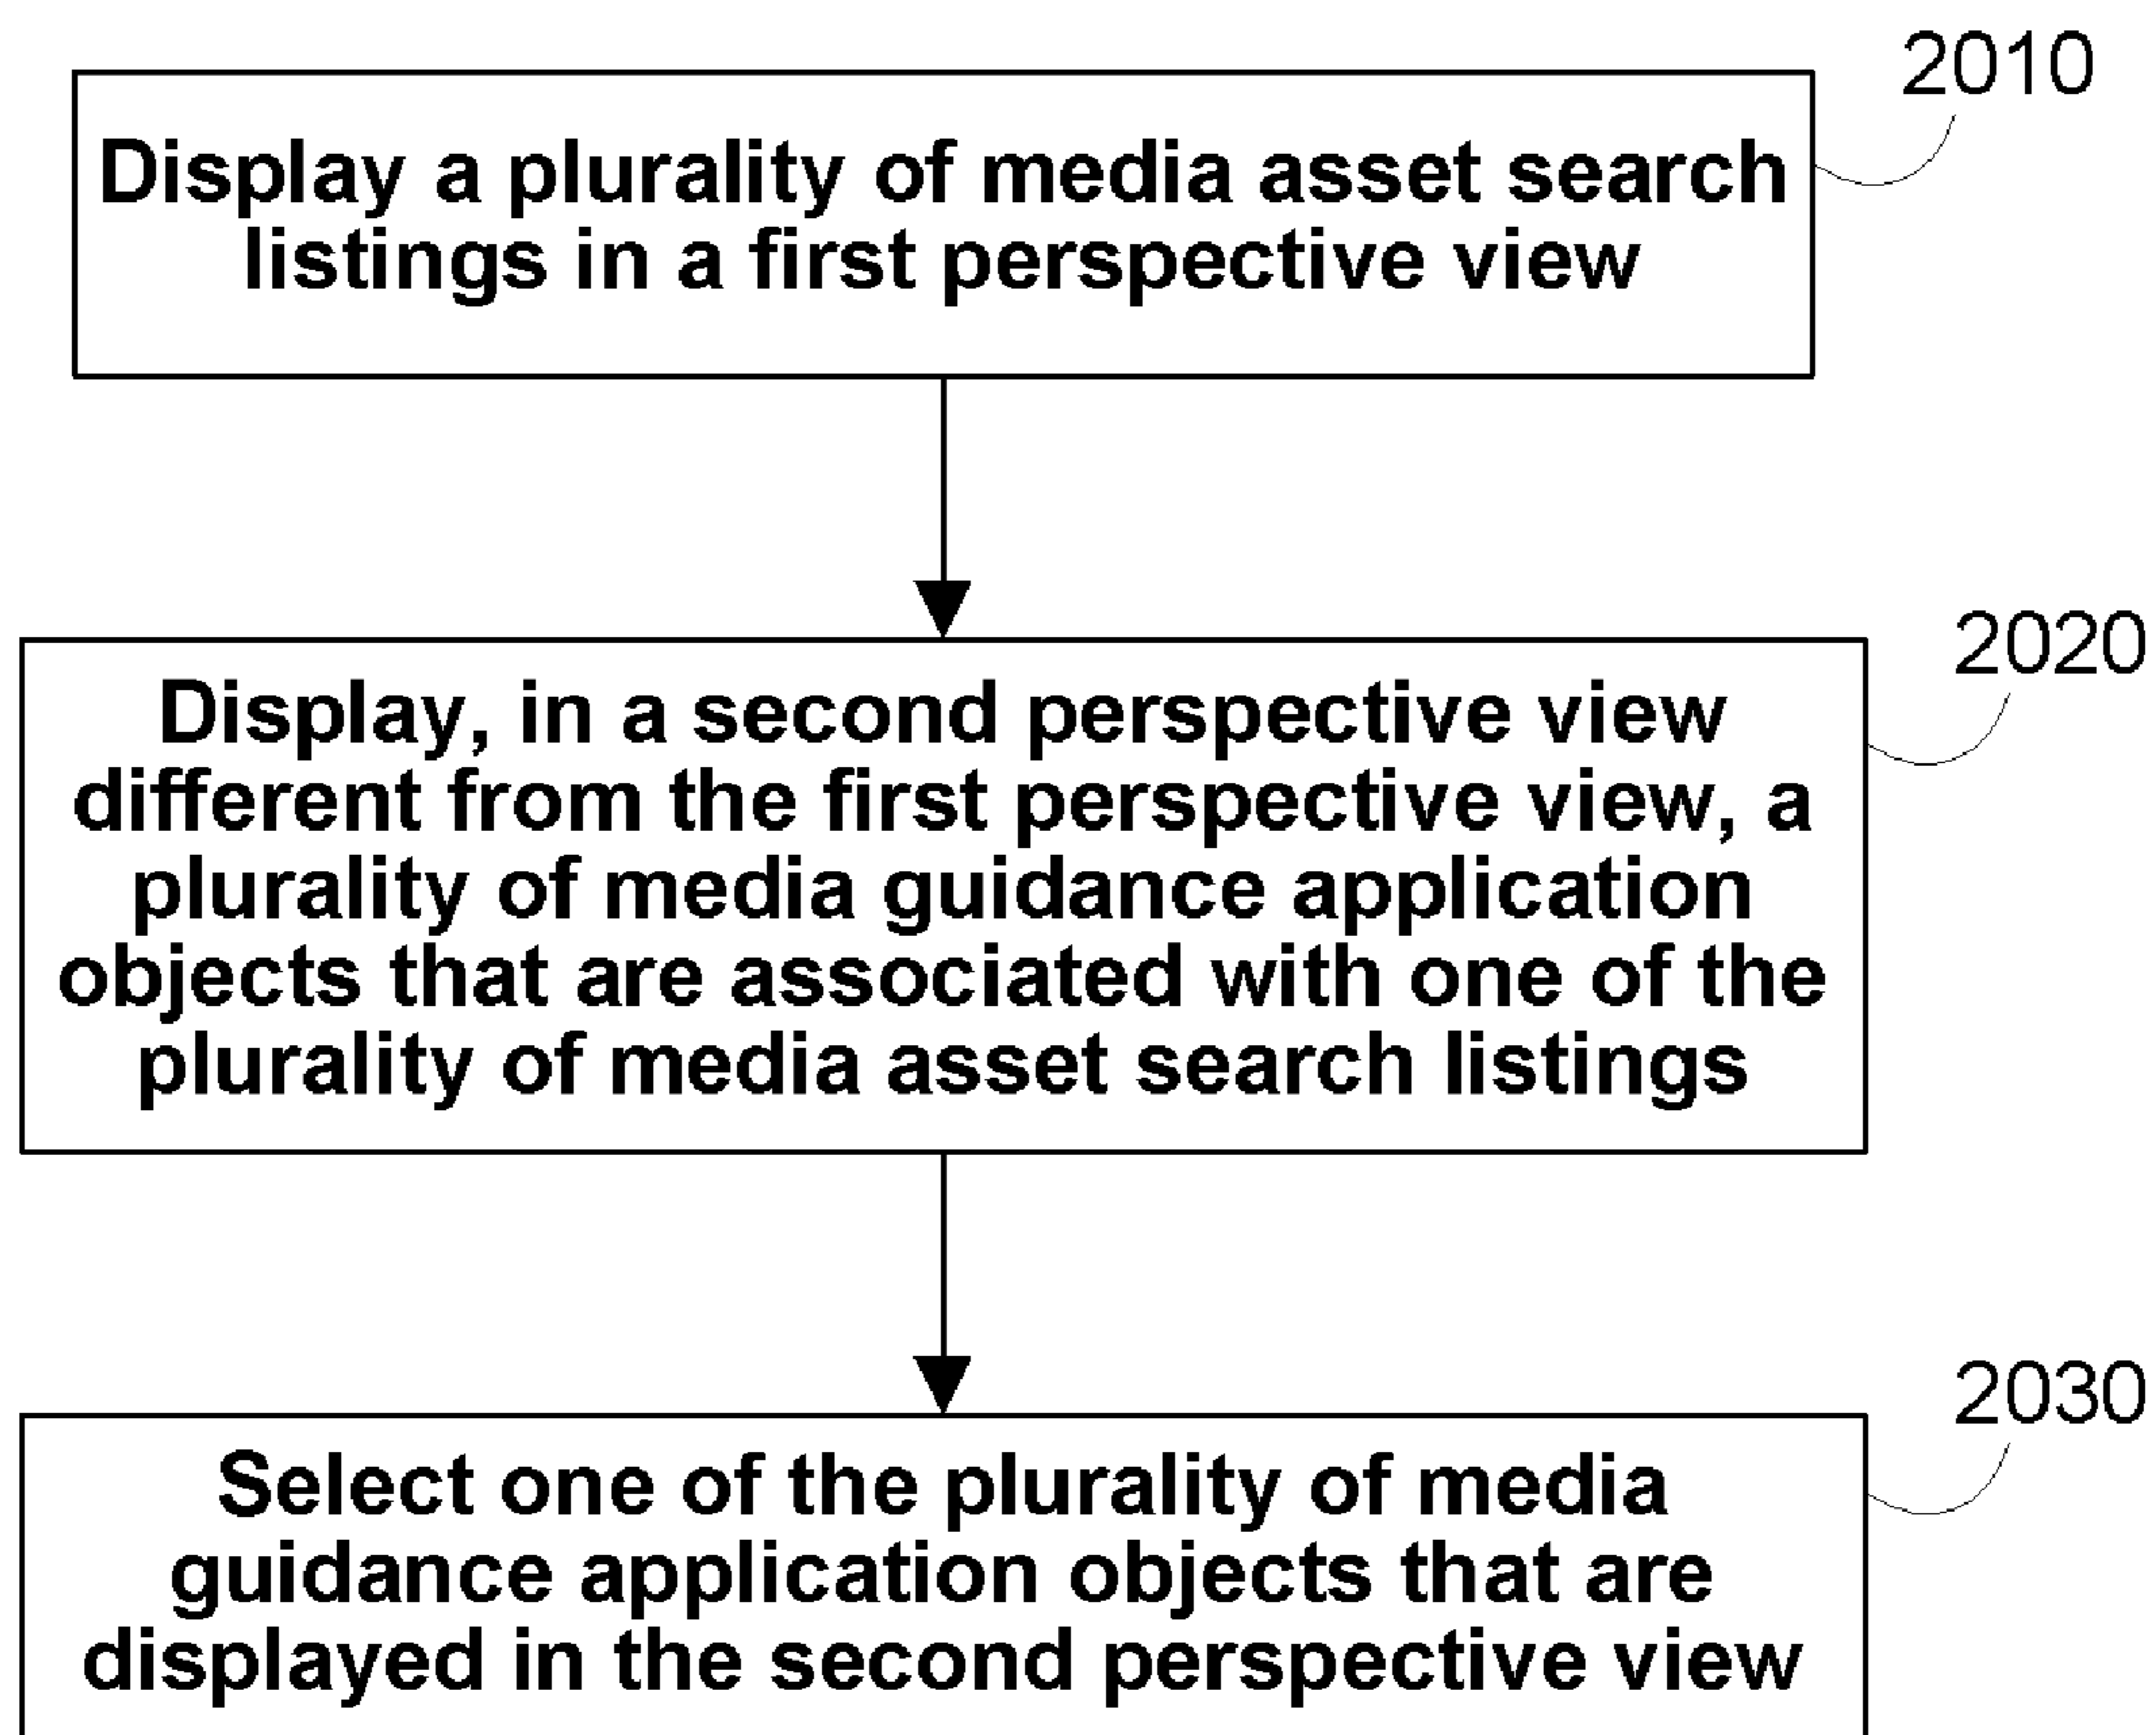 2010
Display a plurality of media asset search
listings in a first perspective view
2020
Display, in a second perspective view
different from the first perspective view, a
plurality of media guidance application
objects that are associated with one of the
plurality of media asset search listings
2030
Select one of the plurality of media
guidance application objects that are
displayed in the second perspective view